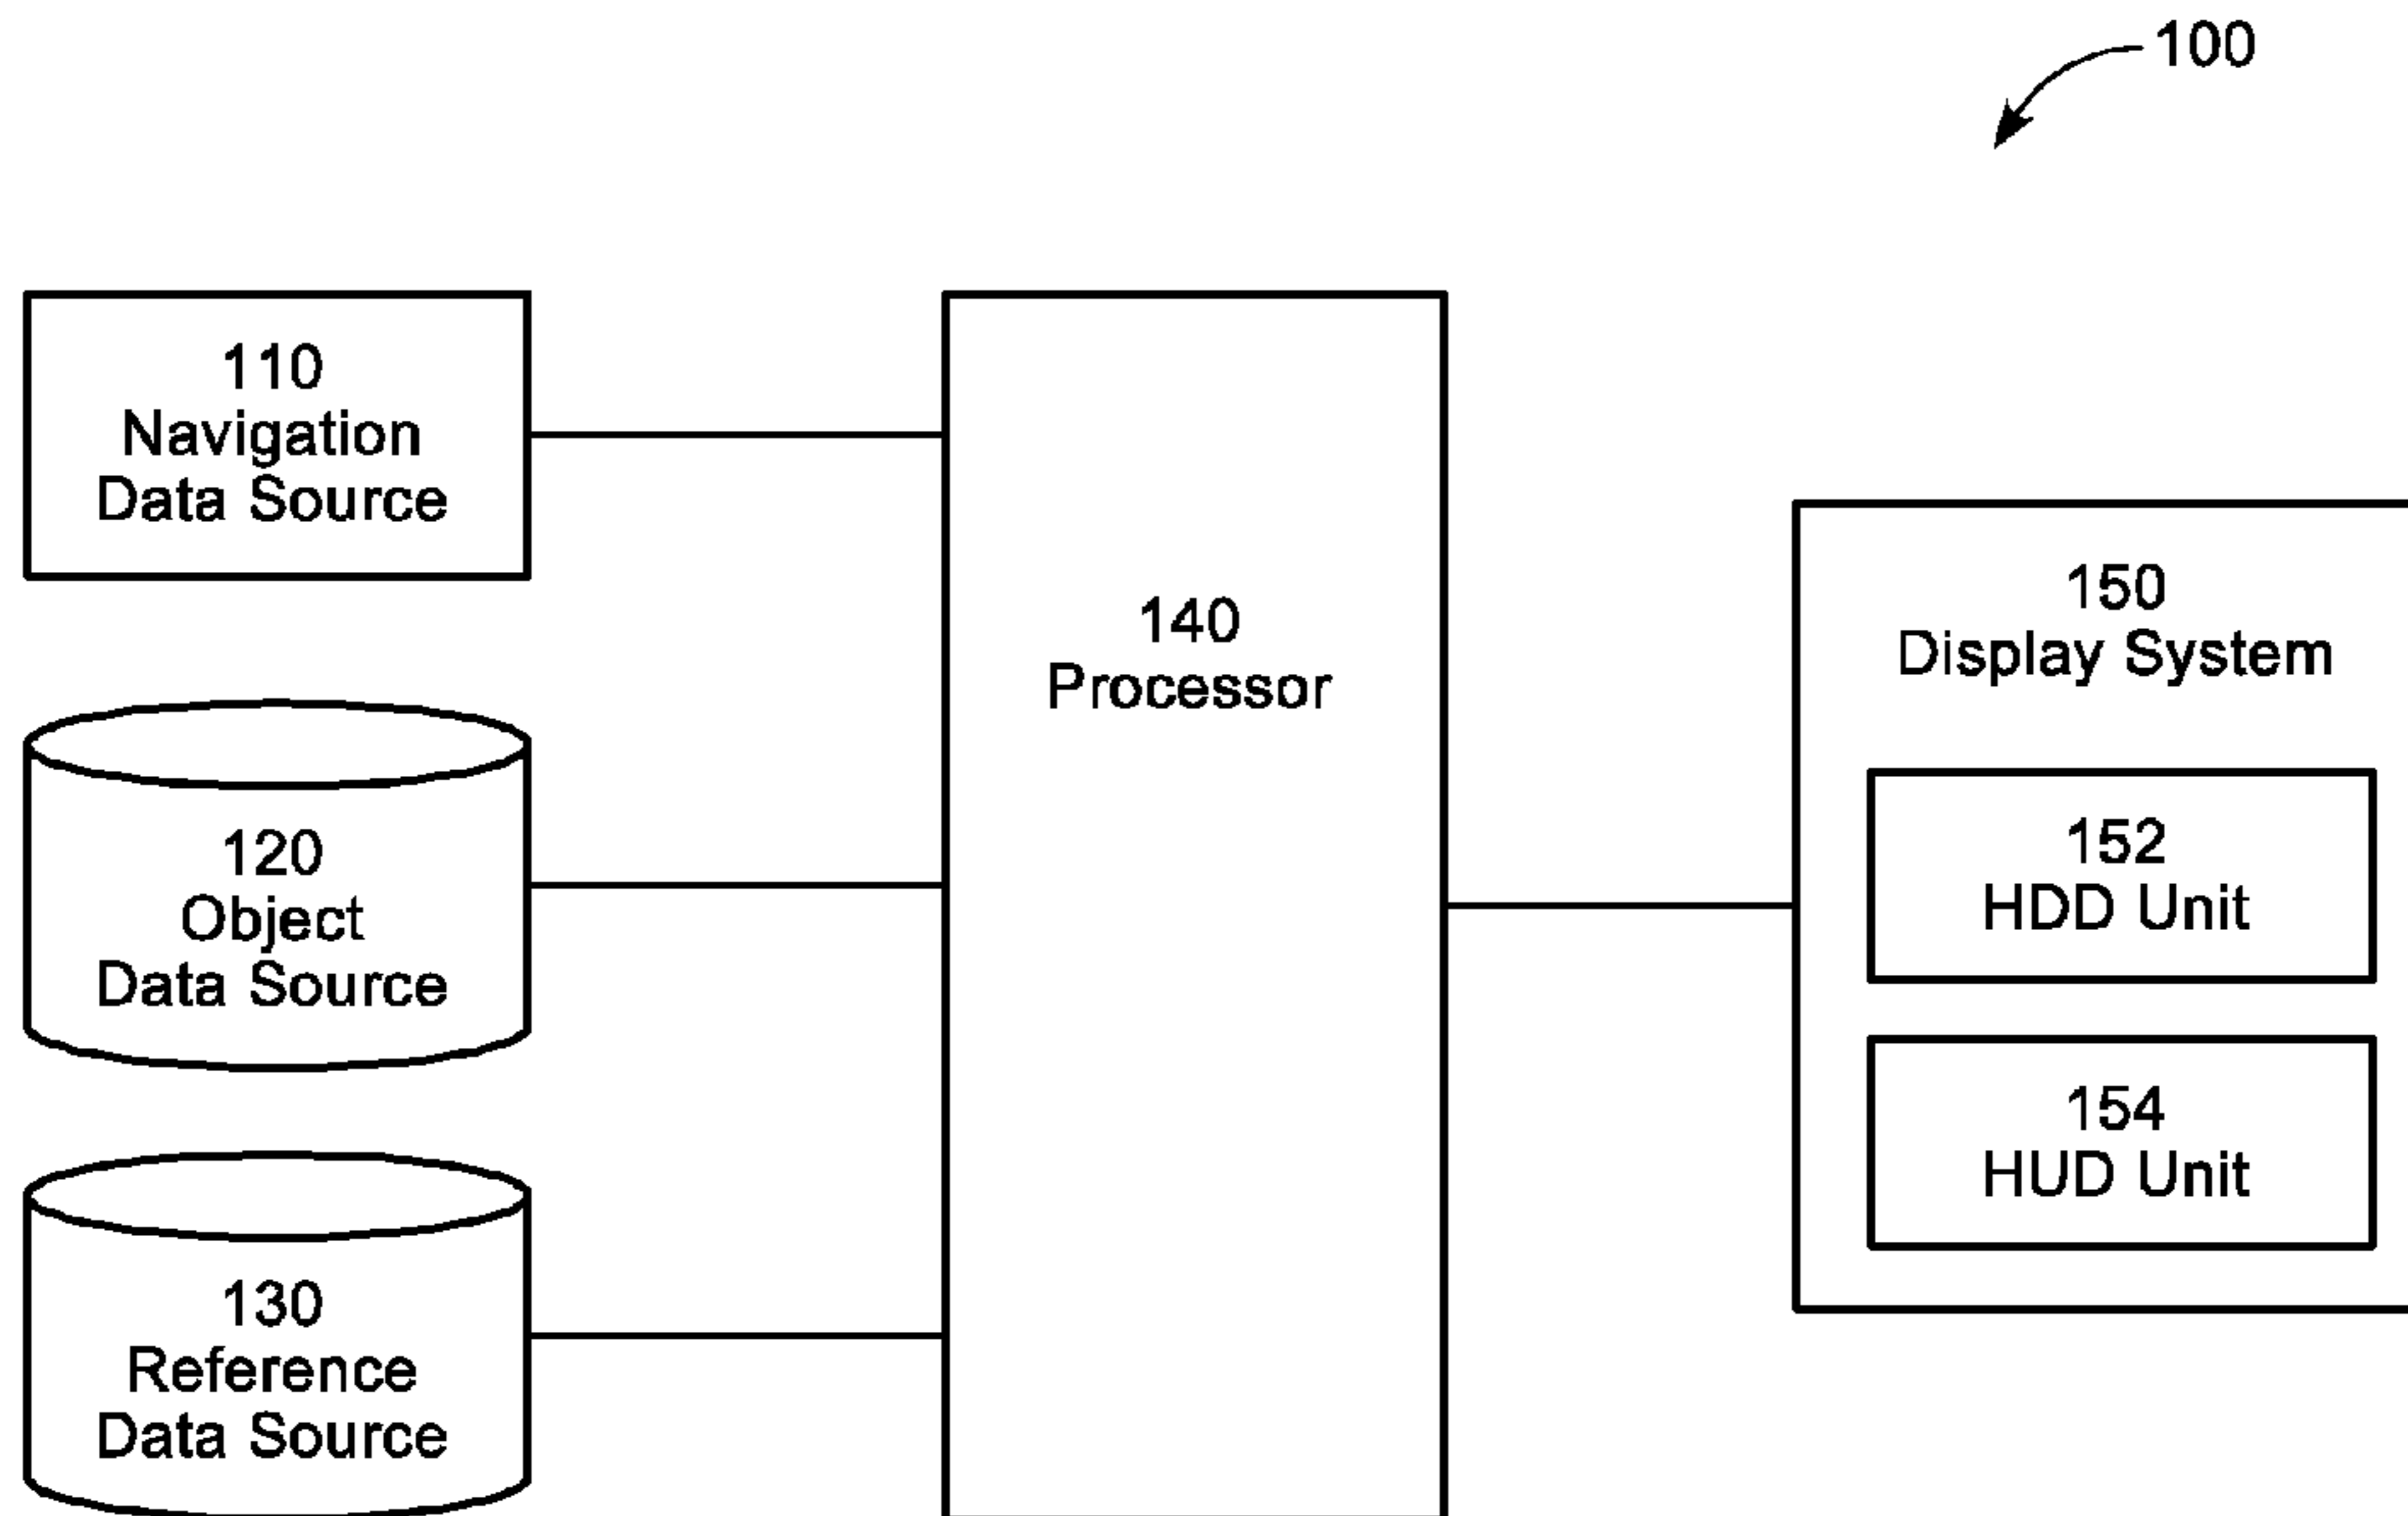 100
110
Navigation
Data Source
120
Object
Data Source
130
Reference
Data Source
140
Processor
150
Display System
152
HDD Unit
154
HUD Unit